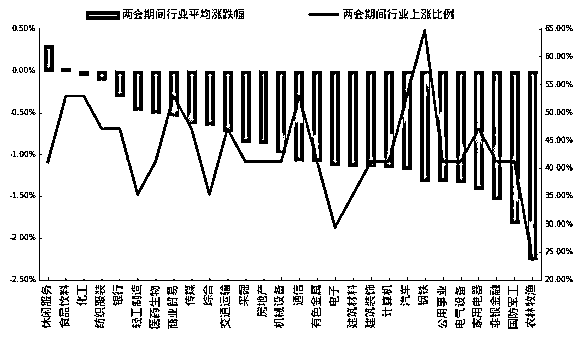 两会期间行业平均涨跌幅 两会期间行业上涨比例
0.50%
0.00%
-0.50%
-1.00%
-1.50%
-2.00%
-2.50%
65.00%
60.00%
55.00%
50.00%
45.00%
40.00%
35.00%
30.00%
25.00%
20.00%
休闲服务
食品饮料
化工
纺织服装
银行
轻工制造
医药生物
商业贸易
传媒
综合
交通运输
采掘
房地产
机械设备
通信
有色金属
电子
建筑材料
建筑装饰
计算机
汽车
钢铁
公用事业
电气设备
家用电器
非银金融
国防军工
农林牧渔